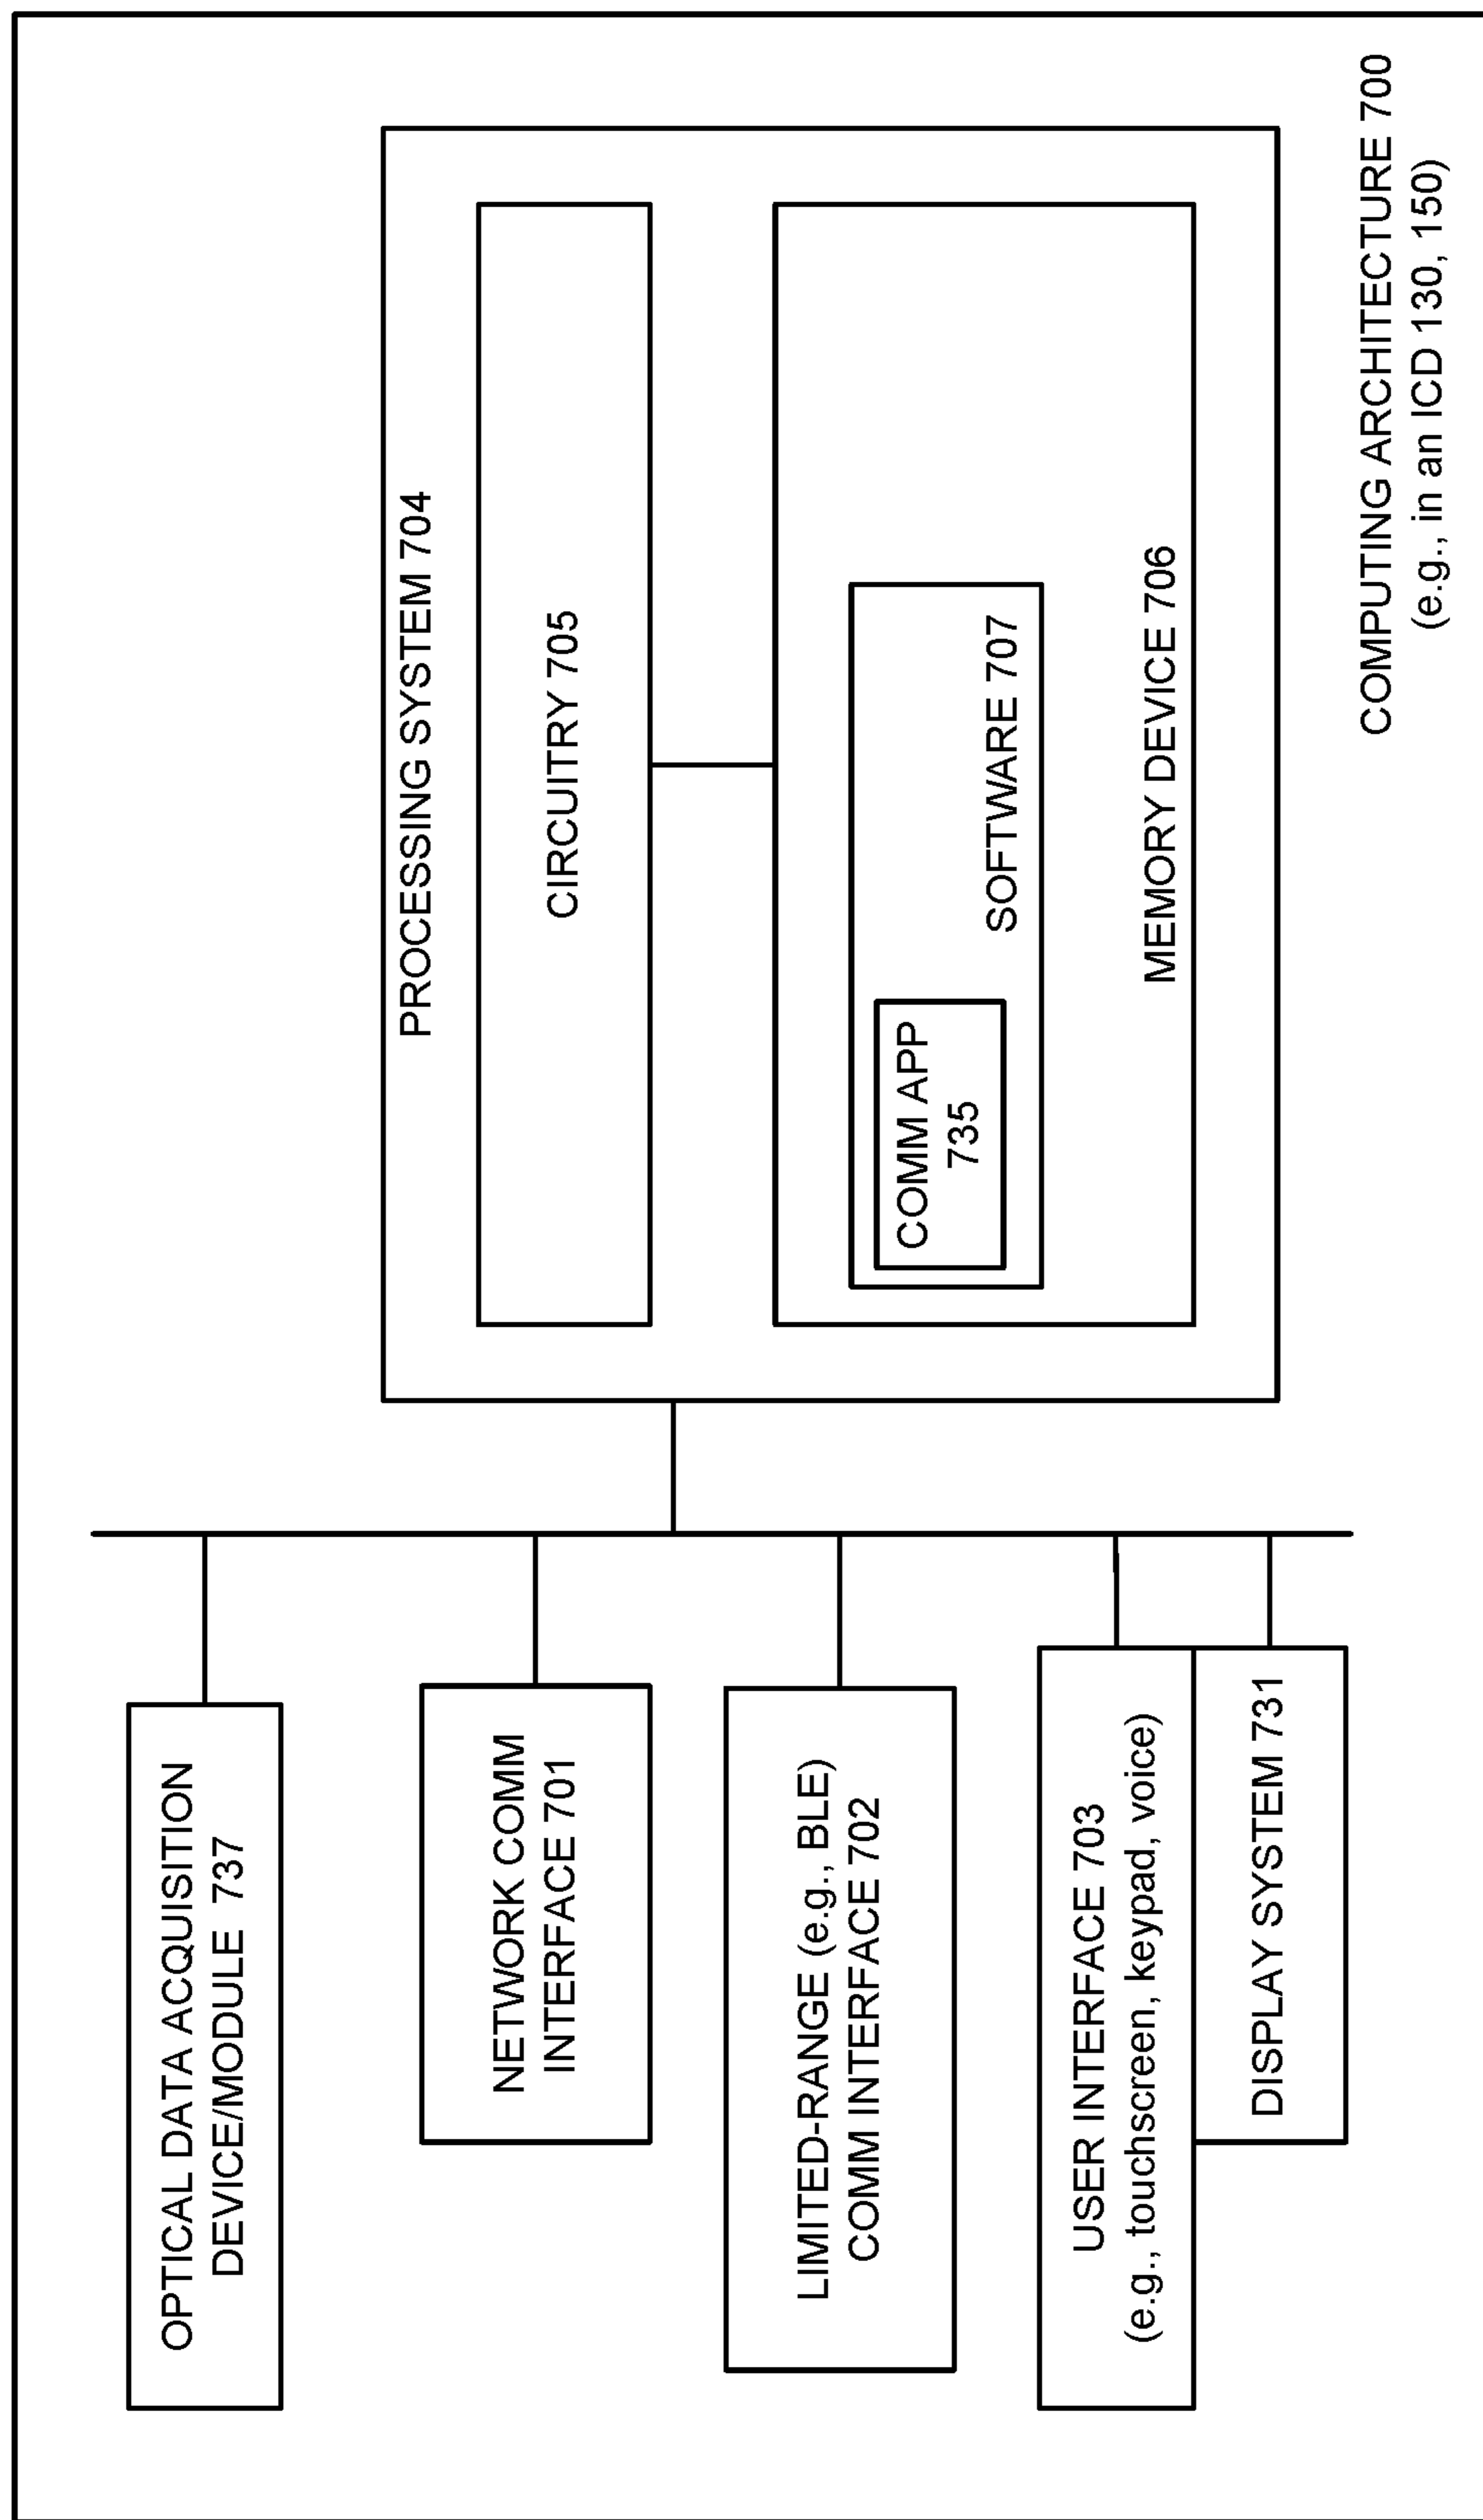 OPTICAL DATA ACQUISITION
DEVICE/MODULE 737
NETWORK COMM
INTERFACE 701
LIMITED-RANGE (e.g., BLE)
COMM INTERFACE 702
USER INTERFACE 703
(e.g., touchscreen, keypad, voice)
DISPLAY SYSTEM 731
PROCESSING SYSTEM 704
CIRCUITRY 705
COMM APP
735
SOFTWARE 707
MEMORY DEVICE 706
COMPUTING ARCHITECTURE 700
(e.g., in an ICD 130, 150)